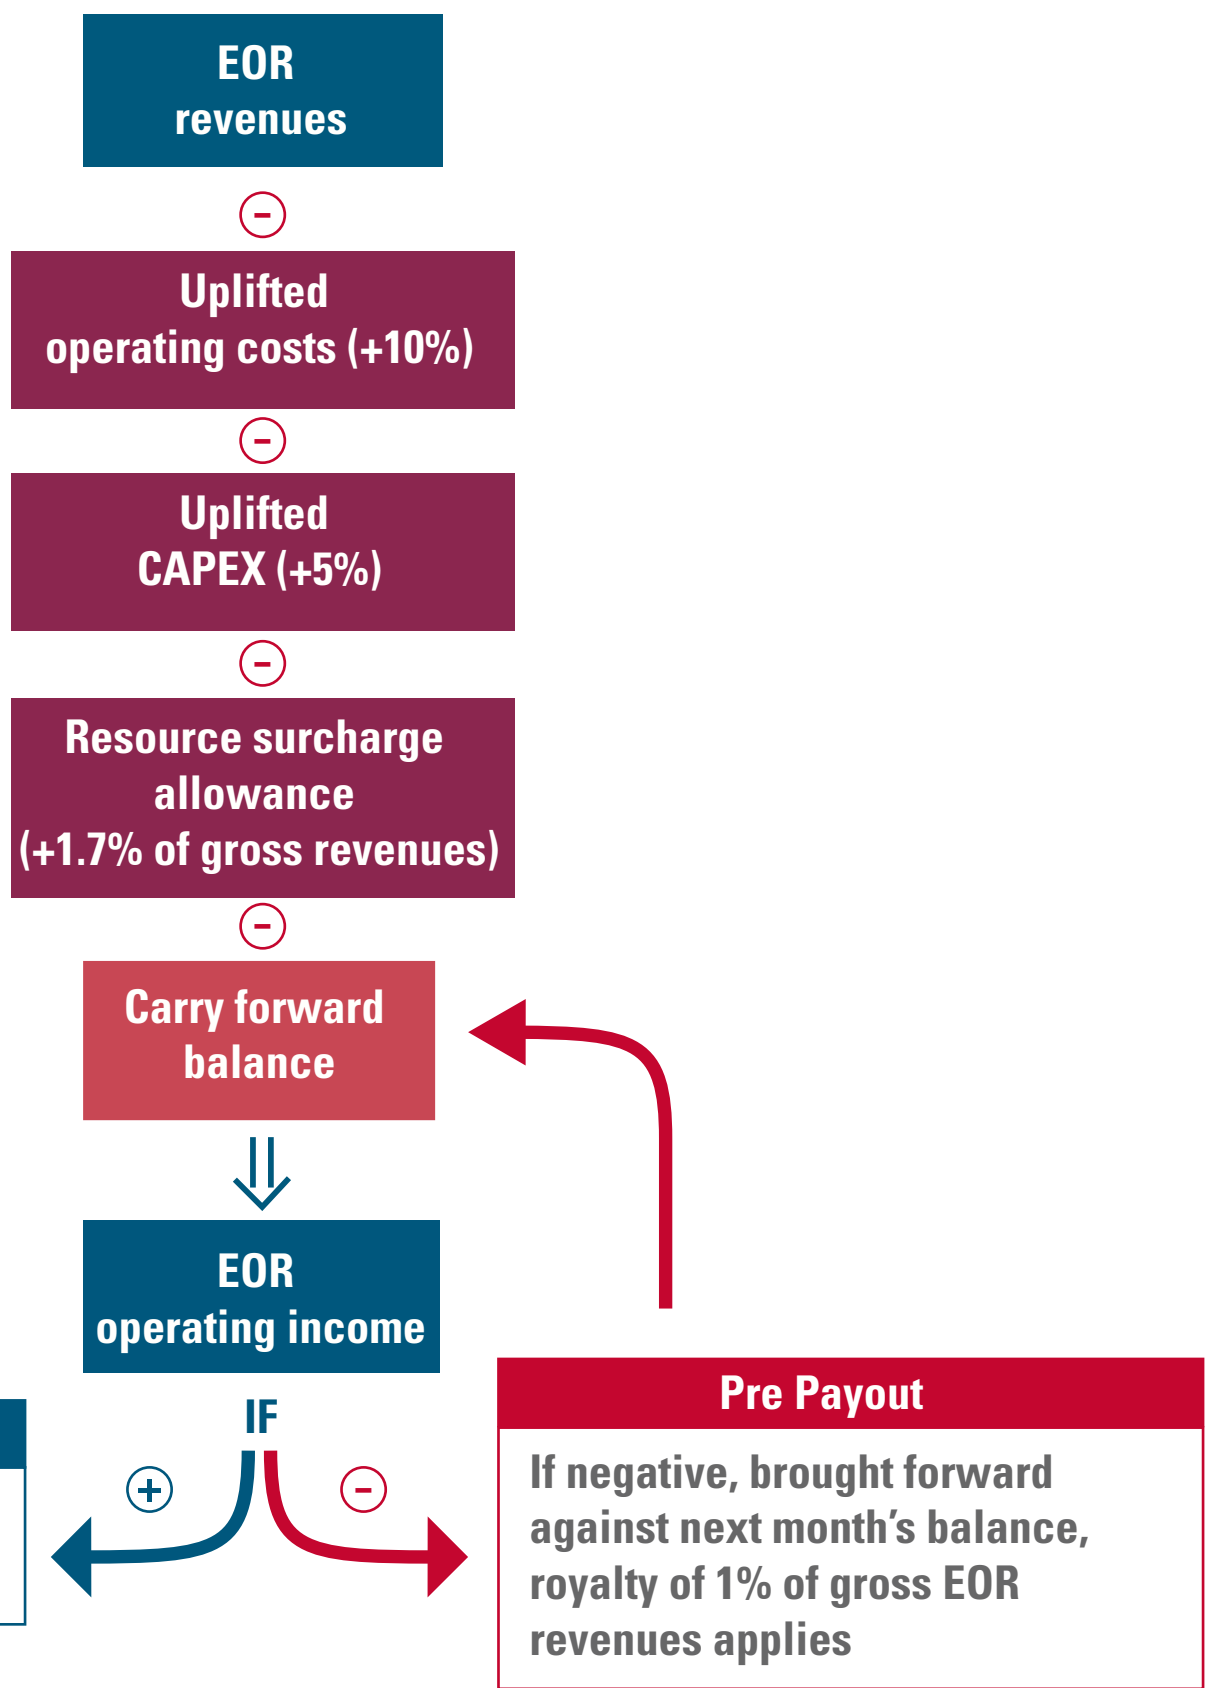 EOR
revenues
-
Uplifted
operating costs (+10%)
-
Uplifted
CAPEX (+5%)
-
Resource surcharge
allowance
(+1.7% of gross revenues)
-
Carry forward
balance
EOR
operating income
IF
+
-
Pre Payout
If negative, brought forward
against next month's balance,
royalty of 1% of gross EOR
revenues applies